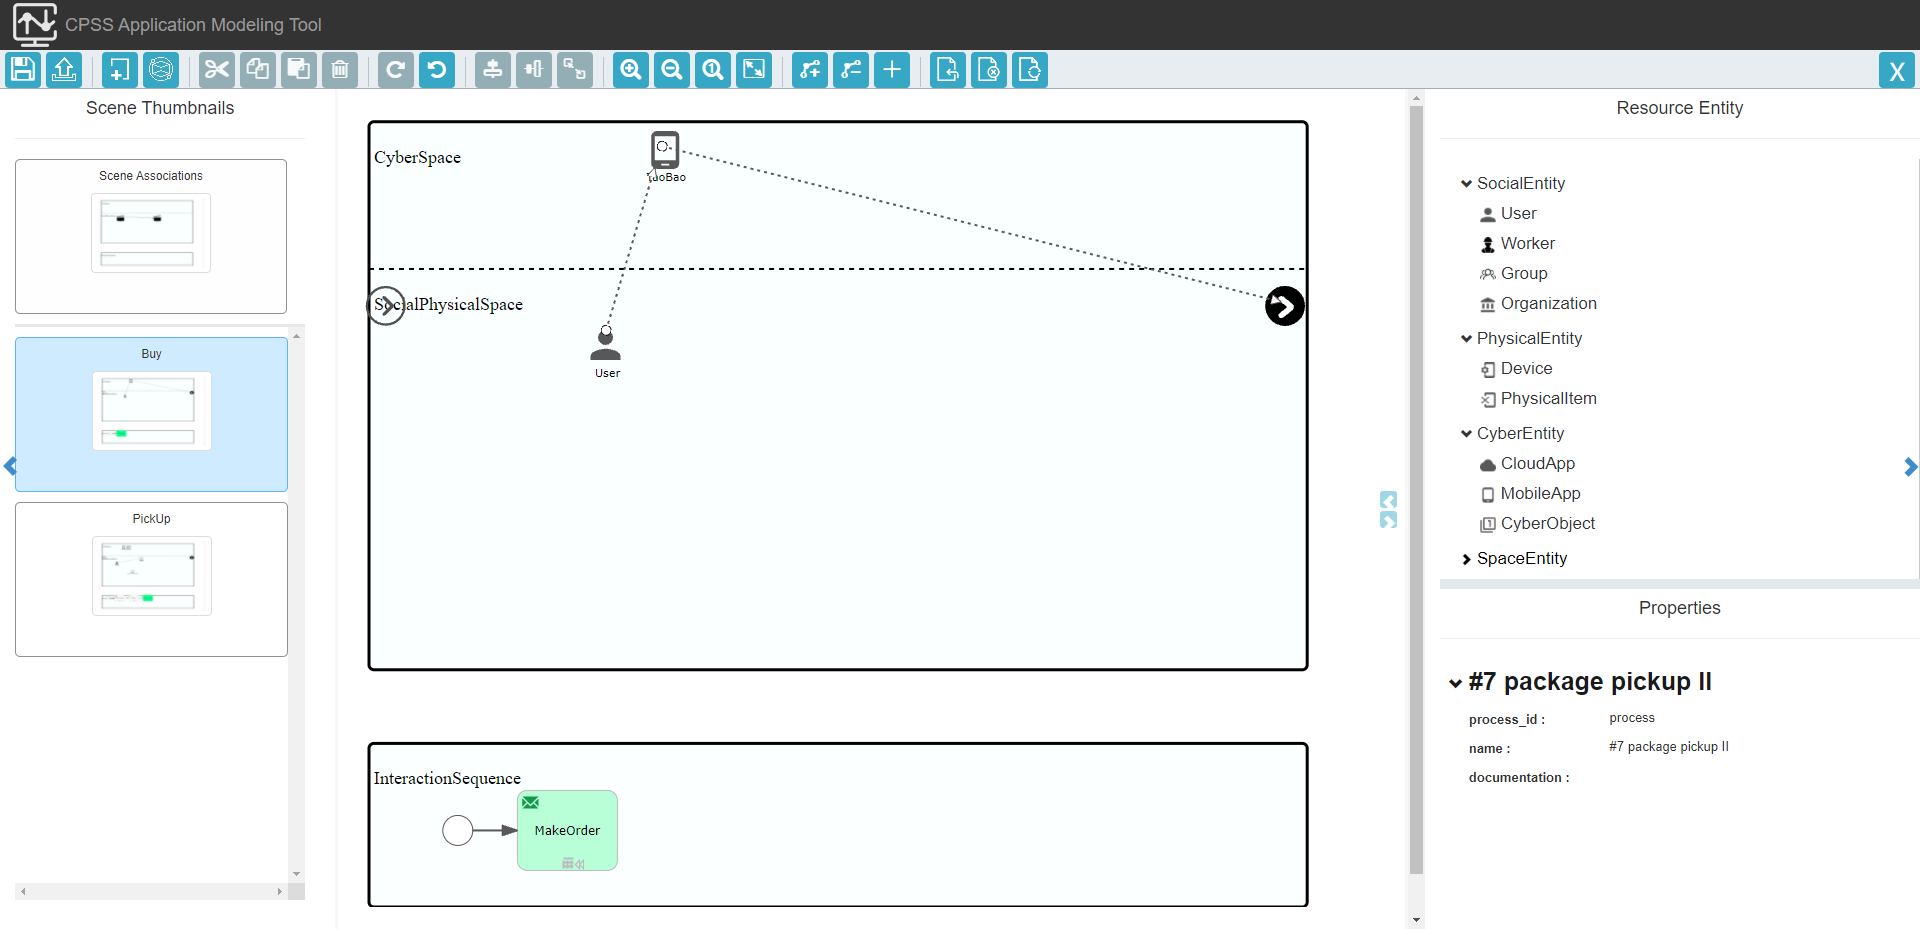 CPSS Application Modeling Tool
X
Scene Thumbnails
Scene Associations
Buy
PickUp
CyberSpace
TaoBao
SocialPhysicalSpace
User
InteractionSequence
MakeOrder
Resource Entity
SocialEntity
User
Worker
Group
Organization
PhysicalEntity
Device
PhysicalItem
CyberEntity
CloudApp
MobileApp
CyberObject
SpaceEntity
Properties
#7 package pickup II
process_id : process
name : #7 package pickup II
documentation :